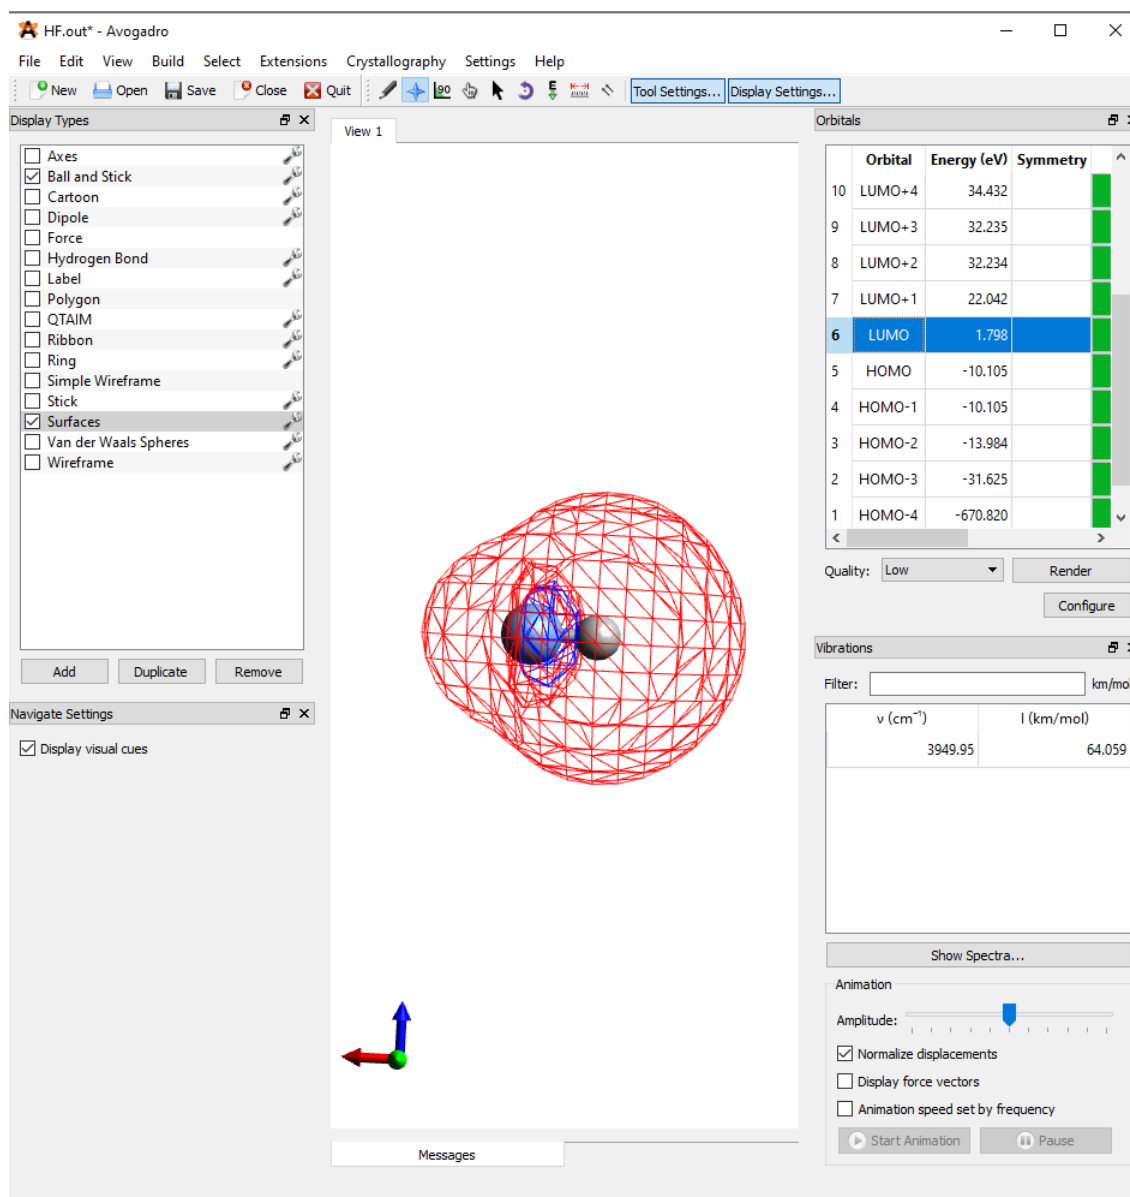 HF.out* - Avogadro
File Edit View Build Select Extensions Crystallography Settings Help
New Open Save Close Quit 90 E Tool Settings... Display Settings...
Display Types
Axes
Ball and Stick
Cartoon
Dipole
Force
Hydrogen Bond
Label
Polygon
QTAIM
Ribbon
Ring
Simple Wireframe
Stick
Surfaces
Van der Waals Spheres
Wireframe
Add Duplicate Remove
Navigate Settings
Display visual cues
View 1
Messages
Orbitals
Orbital Energy (eV) Symmetry
10 LUMO+4 34.432
9 LUMO+3 32.235
8 LUMO+2 32.234
7 LUMO+1 22.042
6 LUMO 1.798
5 HOMO -10.105
4 HOMO-1 -10.105
3 HOMO-2 -13.984
2 HOMO-3 -31.625
1 HOMO-4 -670.820
Quality: Low Render
Configure
Vibrations
Filter: km/mol
ν (cm⁻¹) I (km/mol)
3949.95 64.059
Show Spectra...
Animation
Amplitude:
Normalize displacements
Display force vectors
Animation speed set by frequency
Start Animation Pause